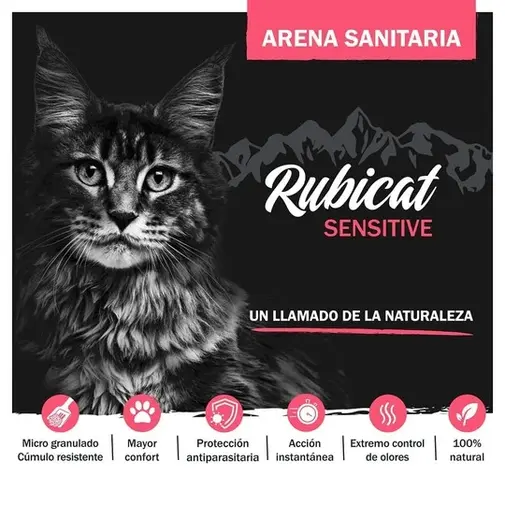 ARENA SANITARIA
Rubicat
SENSITIVE
UN LLAMADO DE LA NATURALEZA
Micro granulado
Cúmulo resistente
Mayor
confort
Protección
antiparasitaria
Acción
instantánea
Extremo control
de olores
100%
natural